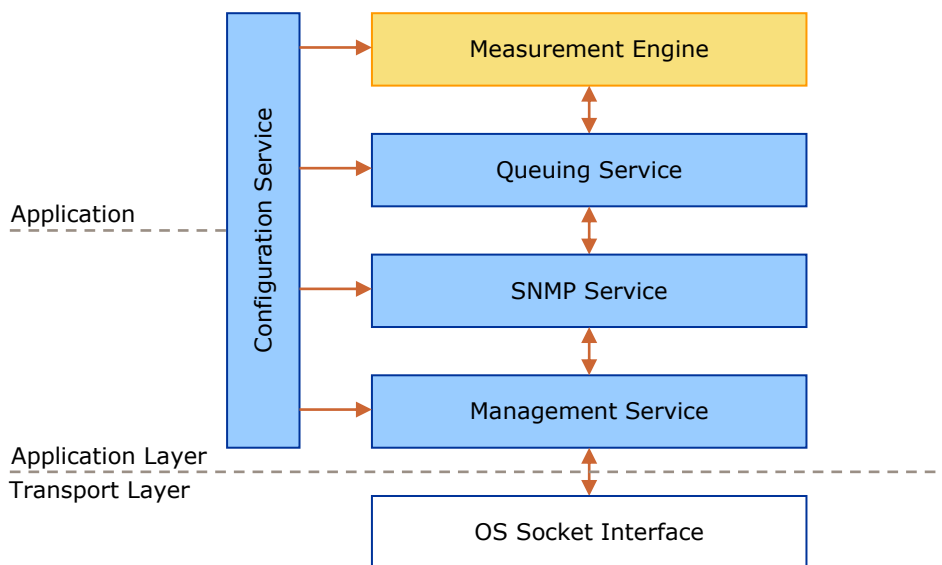 Measurement Engine
Configuration Service
Queuing Service
Application
SNMP Service
Management Service
Application Layer
Transport Layer
OS Socket Interface